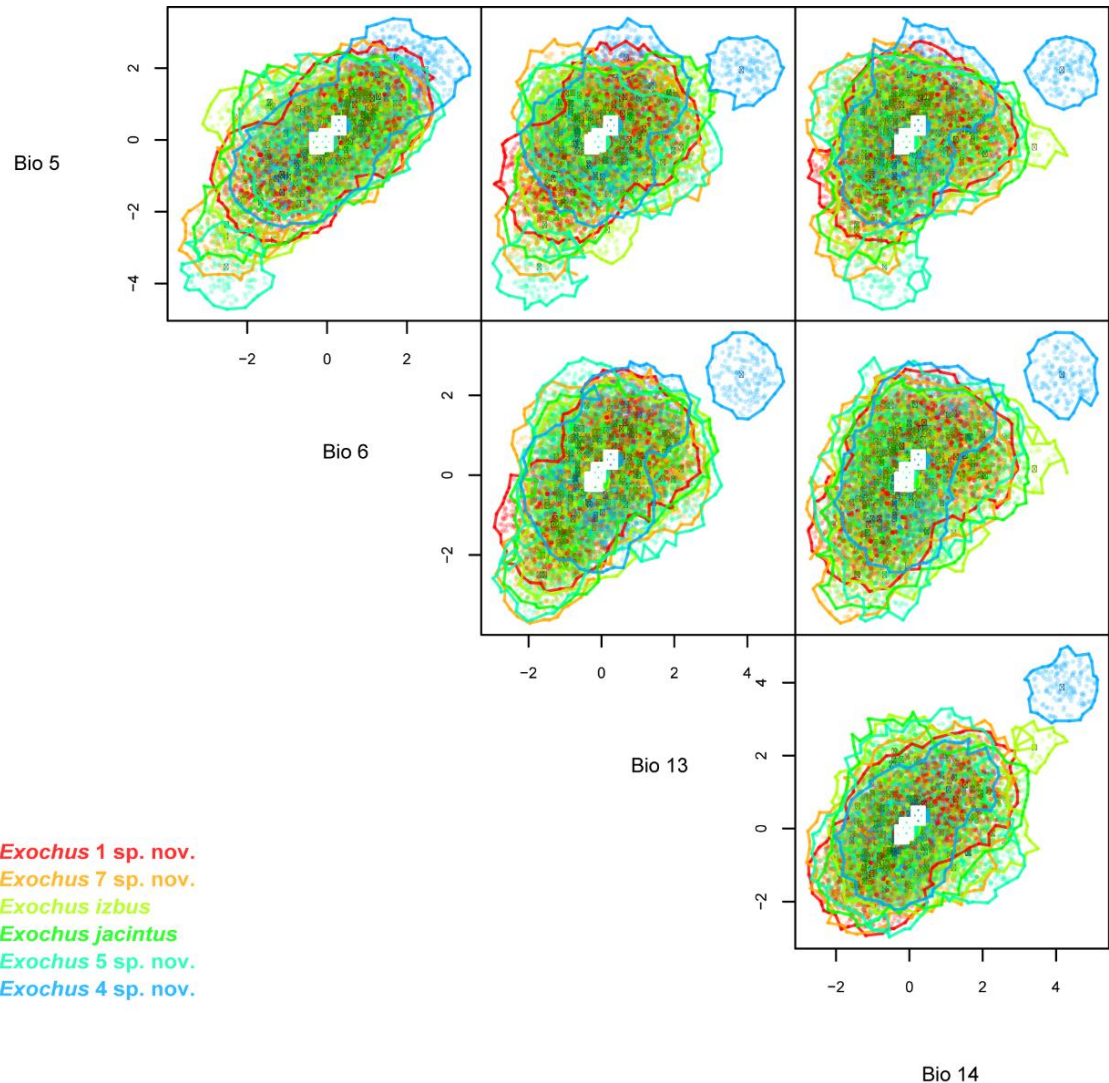 2
0
−2
−4
Bio 5
−2 0 2
2
0
−2
Bio 6
−2 0 2 4
4
2
0
−2
Bio 13
Exochus 1 sp. nov.
Exochus 7 sp. nov.
Exochus izbus
Exochus jacintus
Exochus 5 sp. nov.
Exochus 4 sp. nov.
−2 0 2 4
Bio 14